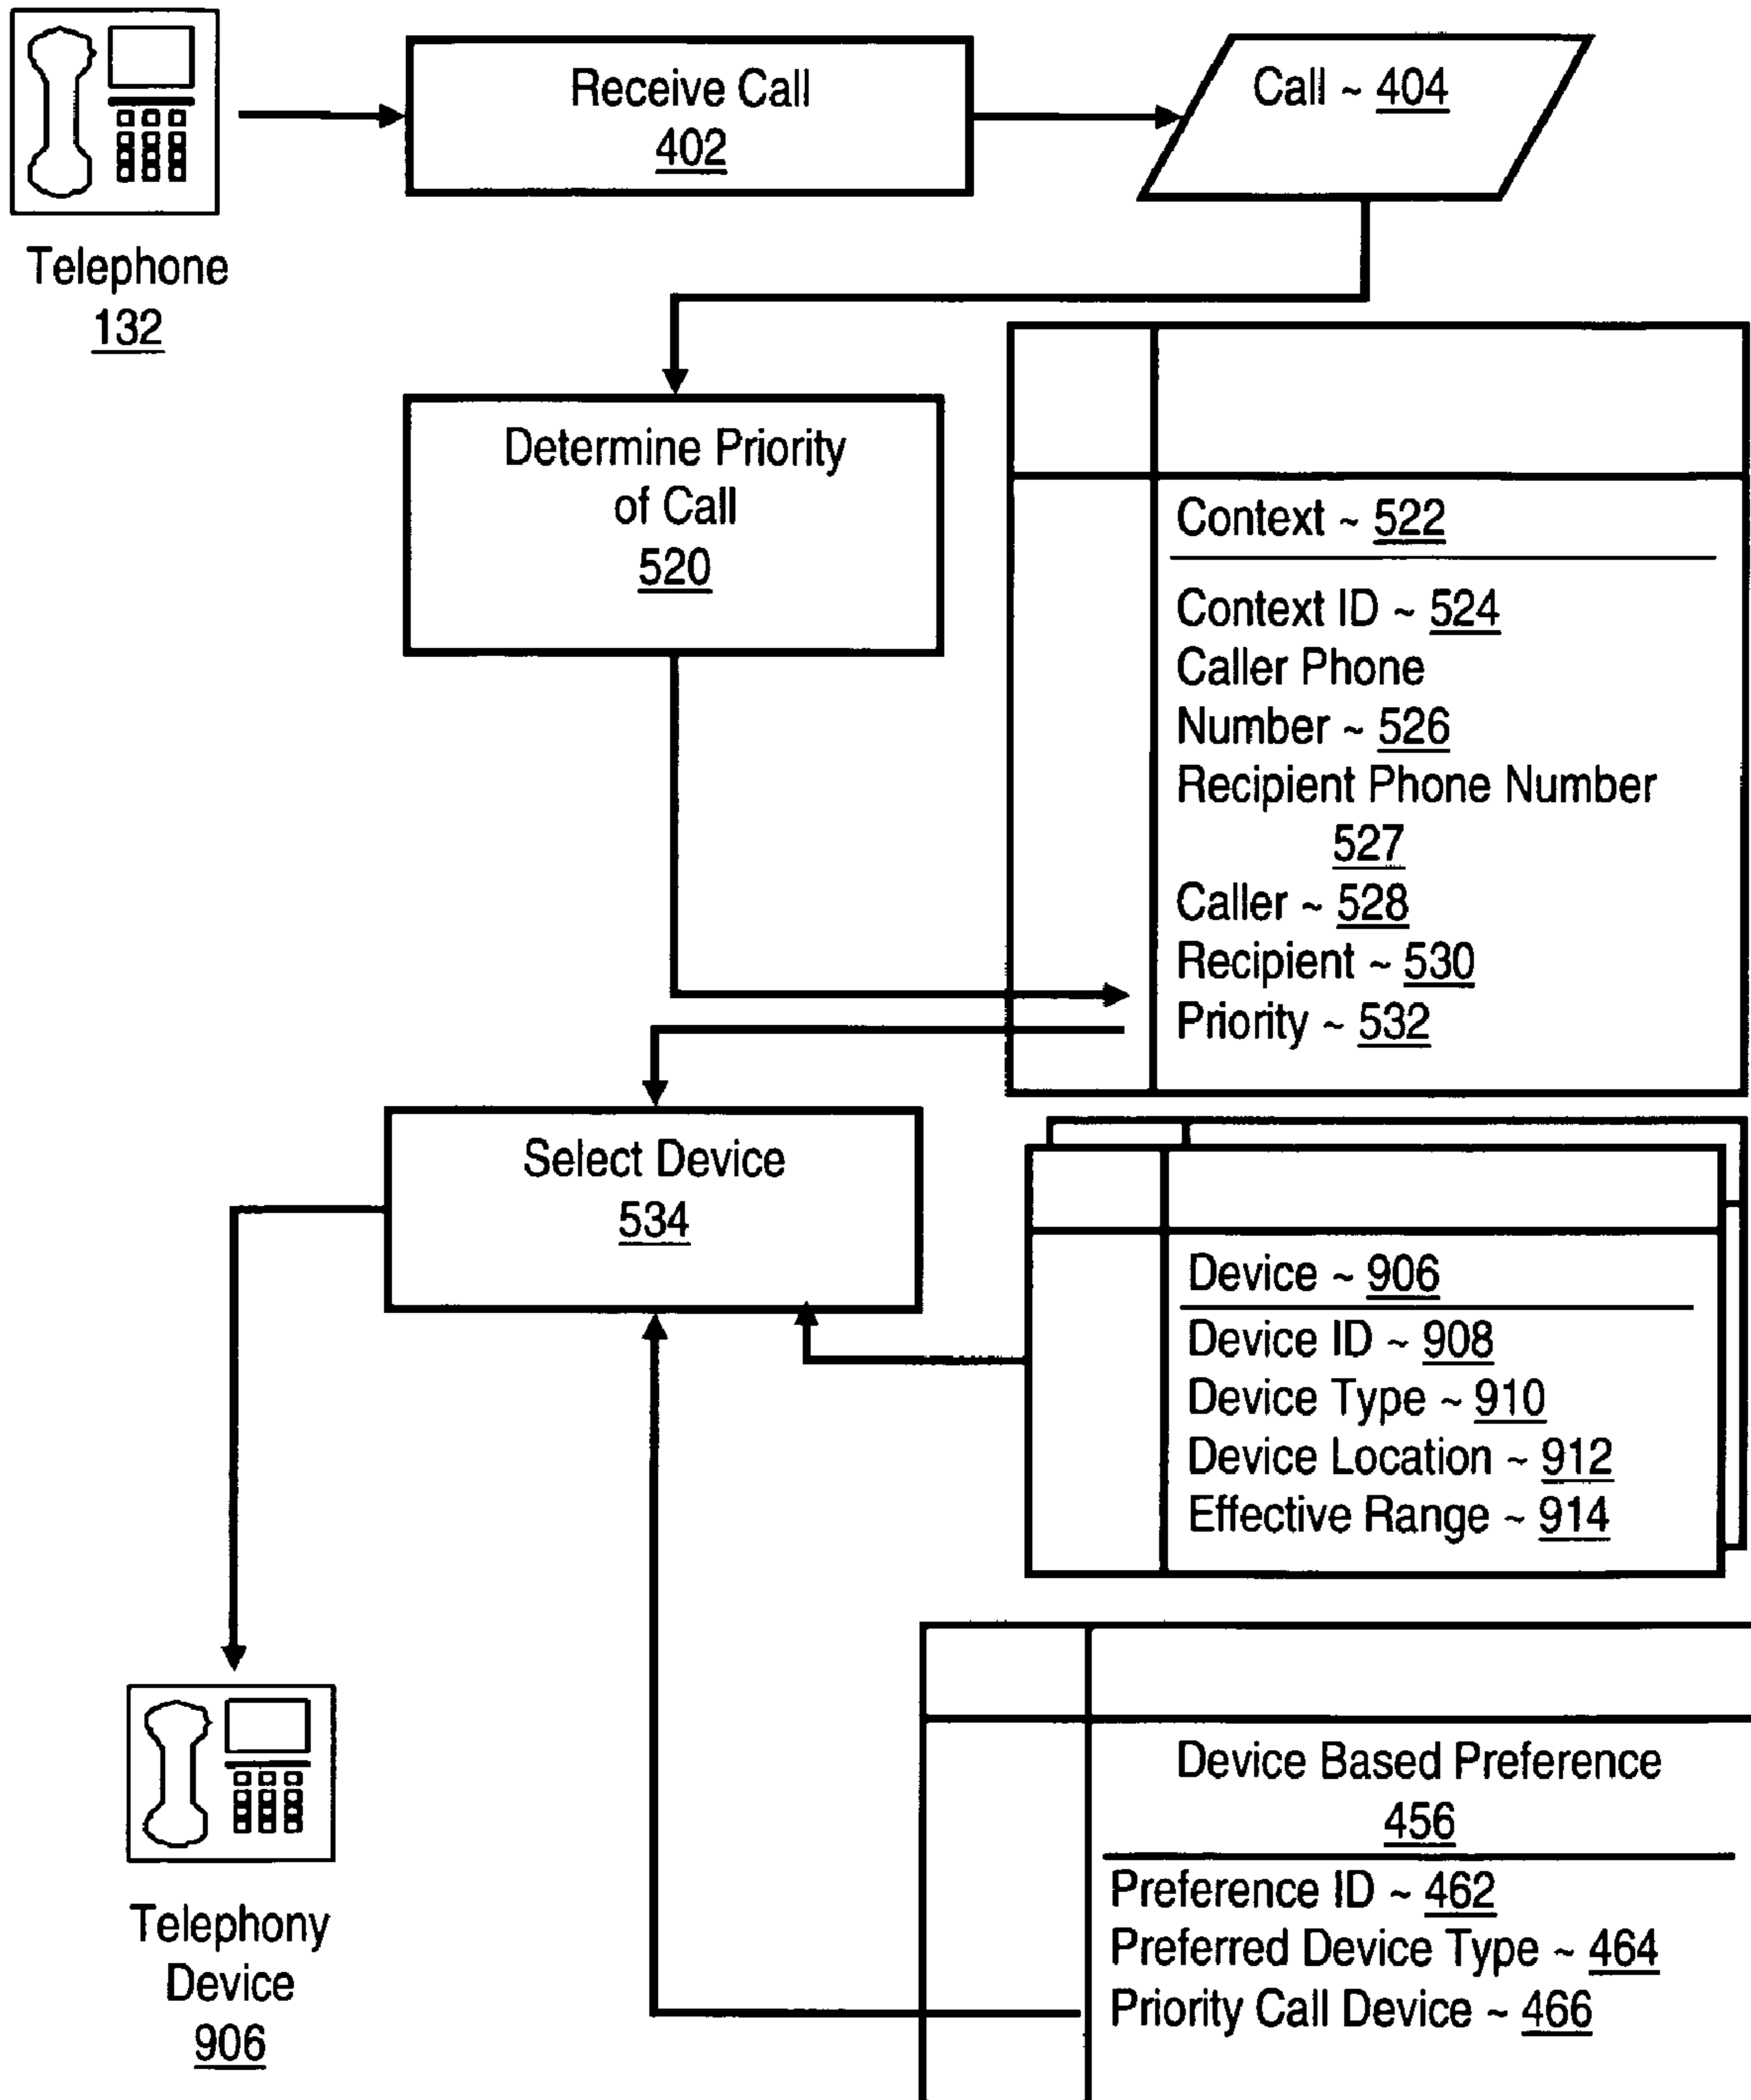 Receive Call
402
Call ~ 404
Telephone
132
Determine Priority
of Call
520
Context ~ 522
Context ID ~ 524
Caller Phone
Number ~ 526
Recipient Phone Number
527
Caller ~ 528
Recipient ~ 530
Priority ~ 532
Select Device
534
Device ~ 906
Device ID ~ 908
Device Type ~ 910
Device Location ~ 912
Effective Range ~ 914
Device Based Preference
456
Preference ID ~ 462
Preferred Device Type ~ 464
Priority Call Device ~ 466
Telephony
Device
906